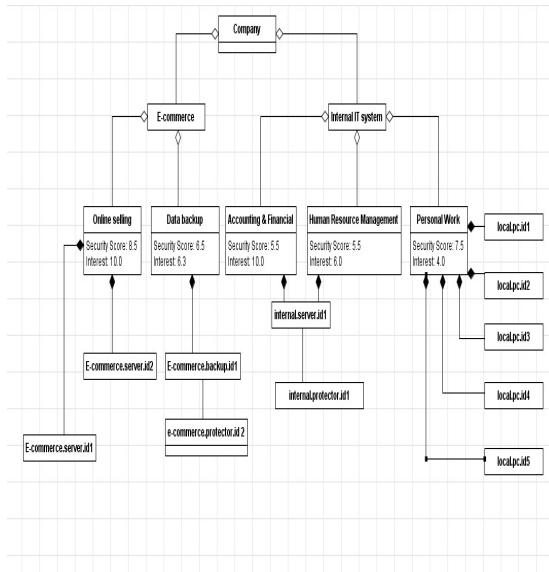 Company
E-commerce
Internal IT system
Online selling
Security Score: 8.5
Interest: 10.0
Data backup
Security Score: 6.5
Interest: 6.3
Accounting & Financial
Security Score: 5.5
Interest: 10.0
Human Resource Management
Security Score: 5.5
Interest: 6.0
Personal Work
Security Score: 7.5
Interest: 4.0
local.pc.id1
local.pc.id2
internal.server.id1
local.pc.id3
E-commerce.server.id2
E-commerce.backup.id1
internal.protector.id1
local.pc.id4
e-commerce.protector.id 2
E-commerce.server.id1
local.pc.id5